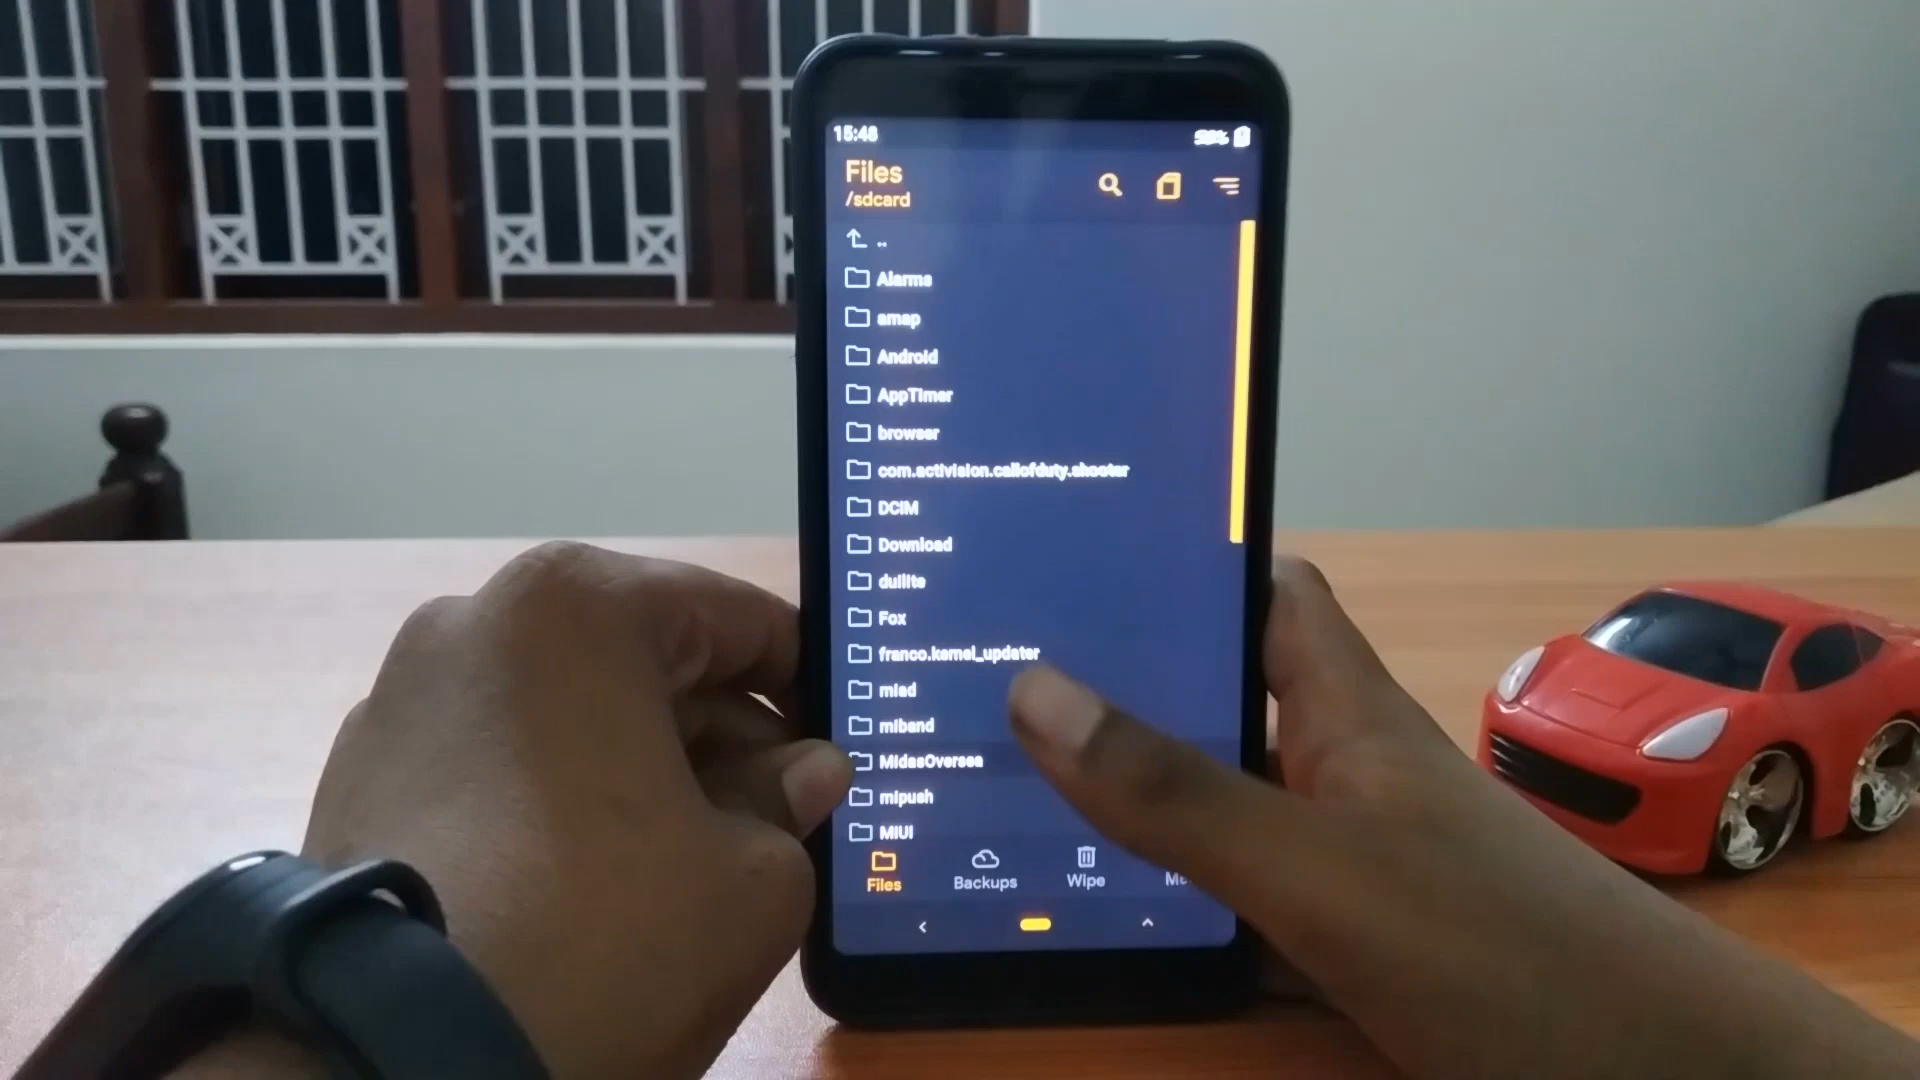 15:48
Files
/sdcard
..
Alarms
amap
Android
AppTimer
browser
com.activision.callofduty.shooter
DCIM
Download
duilite
Fox
franco.kernel_updater
miad
miband
MidasOversea
mipush
MIUI
Files
Backups
Wipe